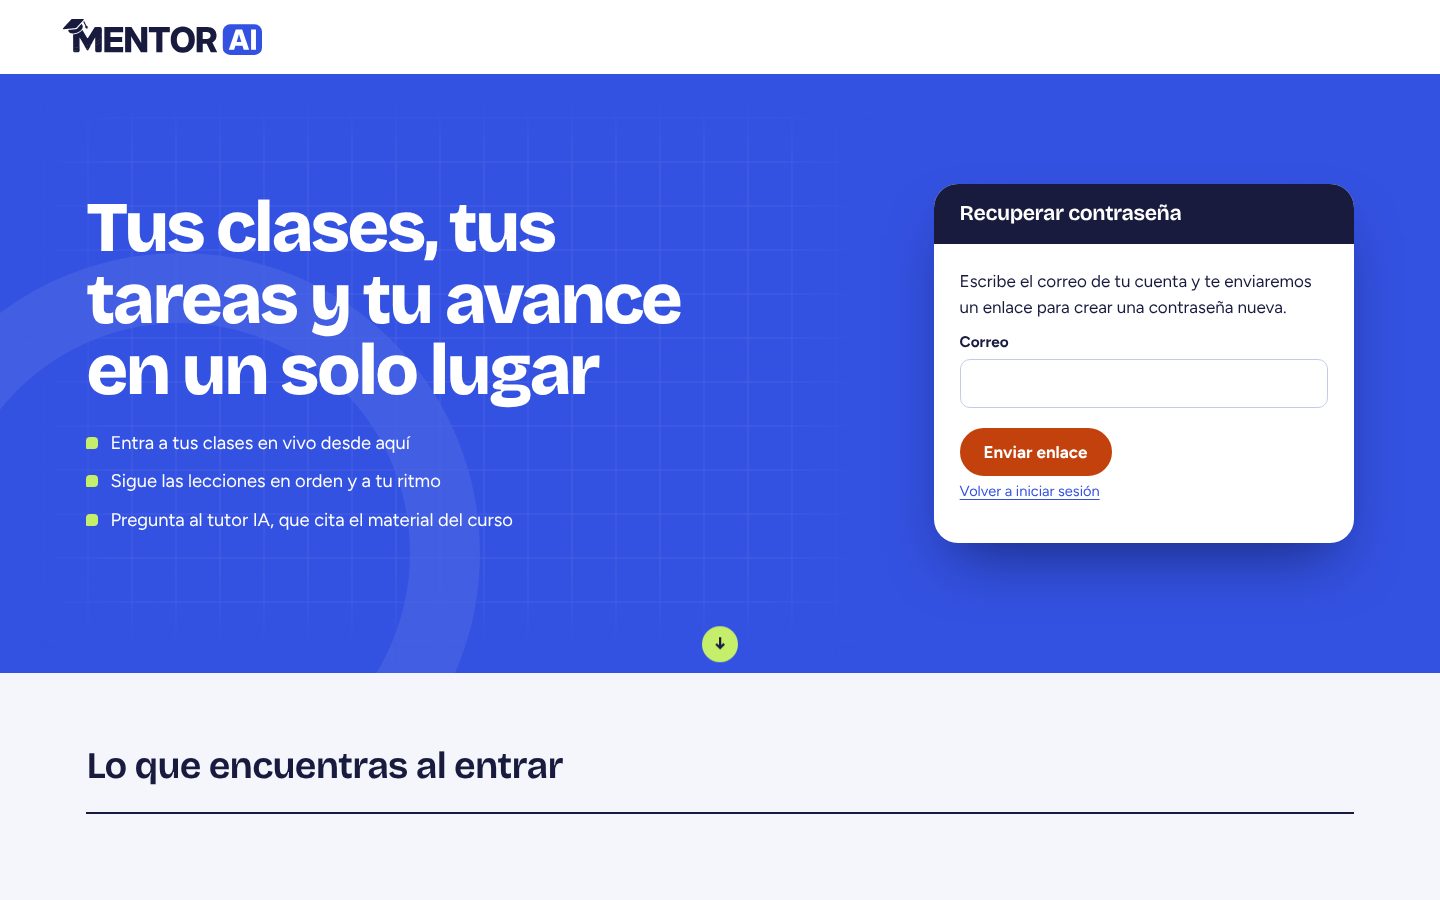 MENTOR AI
Tus clases, tus
tareas y tu avance
en un solo lugar
Entra a tus clases en vivo desde aquí
Sigue las lecciones en orden y a tu ritmo
Pregunta al tutor IA, que cita el material del curso
Recuperar contraseña
Escribe el correo de tu cuenta y te enviaremos
un enlace para crear una contraseña nueva.
Correo
Enviar enlace
Volver a iniciar sesión
Lo que encuentras al entrar